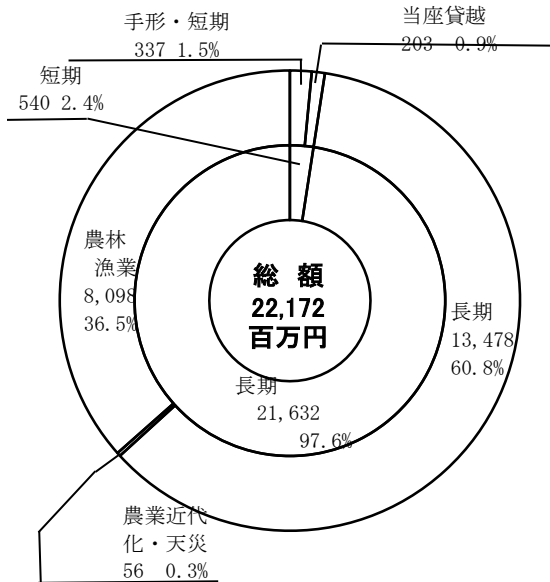 手形・短期
337 1.5%
当座貸越
203 0.9%
短期
540 2.4%
農林
漁業
8,098
36.5%
総 額
22,172
百万円
長期
13,478
60.8%
長期
21,632
97.6%
農業近代
化・天災
56 0.3%